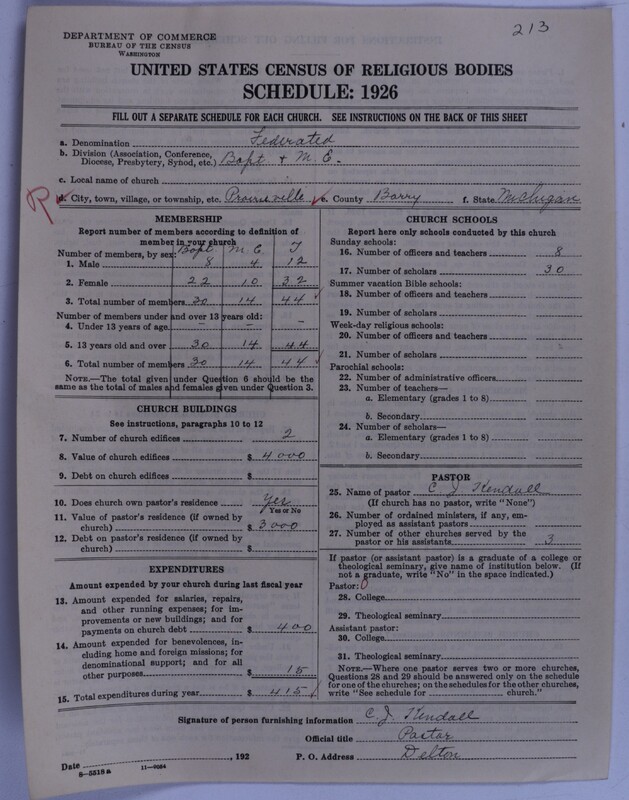 213
DEPARTMENT OF COMMERCE
BUREAU OF THE CENSUS
WASHINGTON
UNITED STATES CENSUS OF RELIGIOUS BODIES
SCHEDULE: 1926
FILL OUT A SEPARATE SCHEDULE FOR EACH CHURCH. SEE INSTRUCTIONS ON THE BACK OF THIS SHEET
a. Denomination Federated
b. Division (Association, Conference,
Diocese, Presbytery, Synod, etc.) Bapt. + M.E.
c. Local name of church
R d. City, town, village, or township, etc. Prairieville e. County Barry f. State Michigan
MEMBERSHIP
Report number of members according to definition of
member in your church
Number of members, by sex: Bapt M.E. T
1. Male 8 4 12
2. Female 22 10 32
3. Total number of members 30 14 44
Number of members under and over 13 years old:
4. Under 13 years of age – – –
5. 13 years old and over 30 14 44
6. Total number of members 30 14 44
NOTE.—The total given under Question 6 should be
same as the total of males and females given under Question 3.
CHURCH BUILDINGS
See instructions, paragraphs 10 to 12
7. Number of church edifices 2
8. Value of church edifices $ 4000
9. Debt on church edifices $
10. Does church own pastor's residence Yes
Yes or No
11. Value of pastor's residence (if owned by
church) $ 3000
12. Debt on pastor's residence (if owned by
church) $
EXPENDITURES
Amount expended by your church during last fiscal year
13. Amount expended for salaries, repairs,
and other running expenses; for im-
provements or new buildings; and for
payments on church debt $ 400
14. Amount expended for benevolences, in-
cluding home and foreign missions; for
denominational support; and for all
other purposes $ 15
15. Total expenditures during year $ 415
CHURCH SCHOOLS
Report here only schools conducted by this church
Sunday schools:
16. Number of officers and teachers 8
17. Number of scholars 30
Summer vacation Bible schools:
18. Number of officers and teachers
19. Number of scholars
Week-day religious schools:
20. Number of officers and teachers
21. Number of scholars
Parochial schools:
22. Number of administrative officers
23. Number of teachers—
a. Elementary (grades 1 to 8)
b. Secondary
24. Number of scholars—
a. Elementary (grades 1 to 8)
b. Secondary
PASTOR
25. Name of pastor C J Kendall
(If church has no pastor, write "None")
26. Number of ordained ministers, if any, em-
ployed as assistant pastors
27. Number of other churches served by the
pastor or his assistants 3
If pastor (or assistant pastor) is a graduate of a college or
theological seminary, give name of institution below. (If
not a graduate, write "No" in the space indicated.)
Pastor: 0
28. College
29. Theological seminary
Assistant pastor:
30. College
31. Theological seminary
NOTE.—Where one pastor serves two or more churches,
Questions 28 and 29 should be answered only on the schedule
for one of the churches; on the schedules for the other churches,
write "See schedule for church."
Signature of person furnishing information C. J. Kendall
Official title Pastor
Date , 192 P. O. Address Delton
8—5518a 11—9084